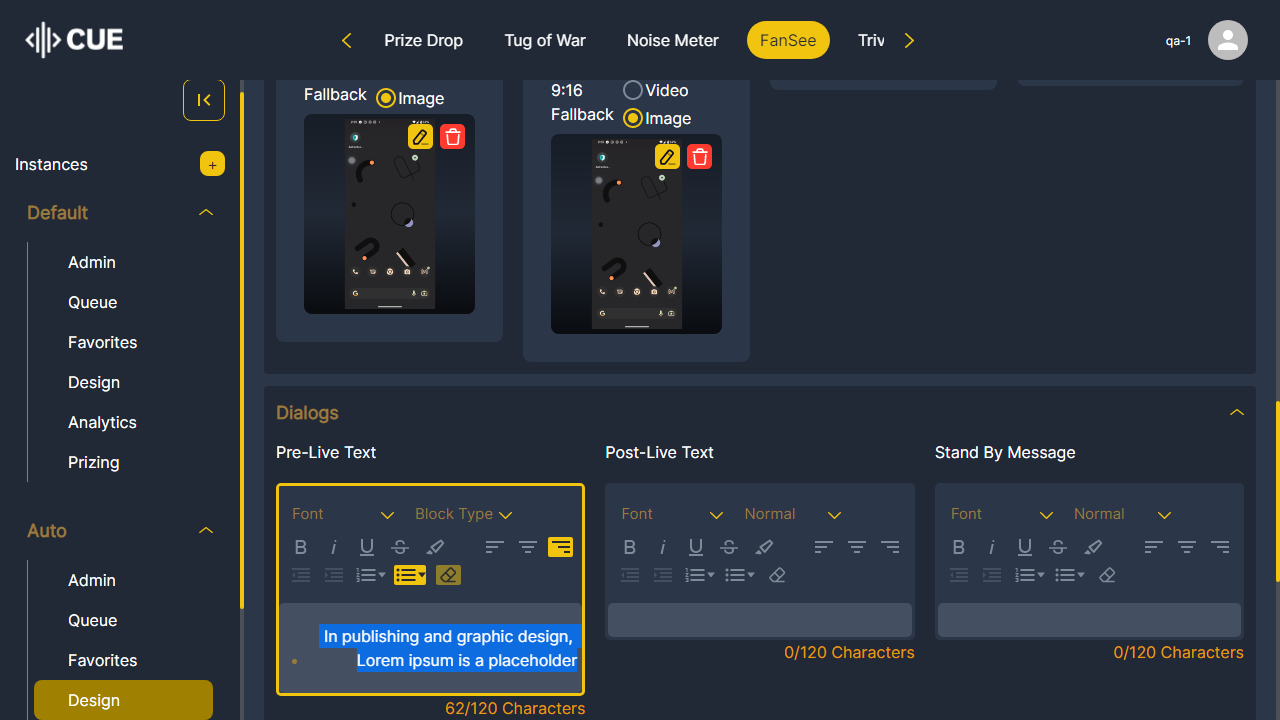 CUE
Prize Drop
Tug of War
Noise Meter
FanSee
Triv
qa-1
Instances
+
Default
Admin
Queue
Favorites
Design
Analytics
Prizing
Auto
Admin
Queue
Favorites
Design
Fallback
Image
9:16
Video
Fallback
Image
Dialogs
Pre-Live Text
Font
Block Type
In publishing and graphic design,
Lorem ipsum is a placeholder
62/120 Characters
Post-Live Text
Font
Normal
0/120 Characters
Stand By Message
Font
Normal
0/120 Characters